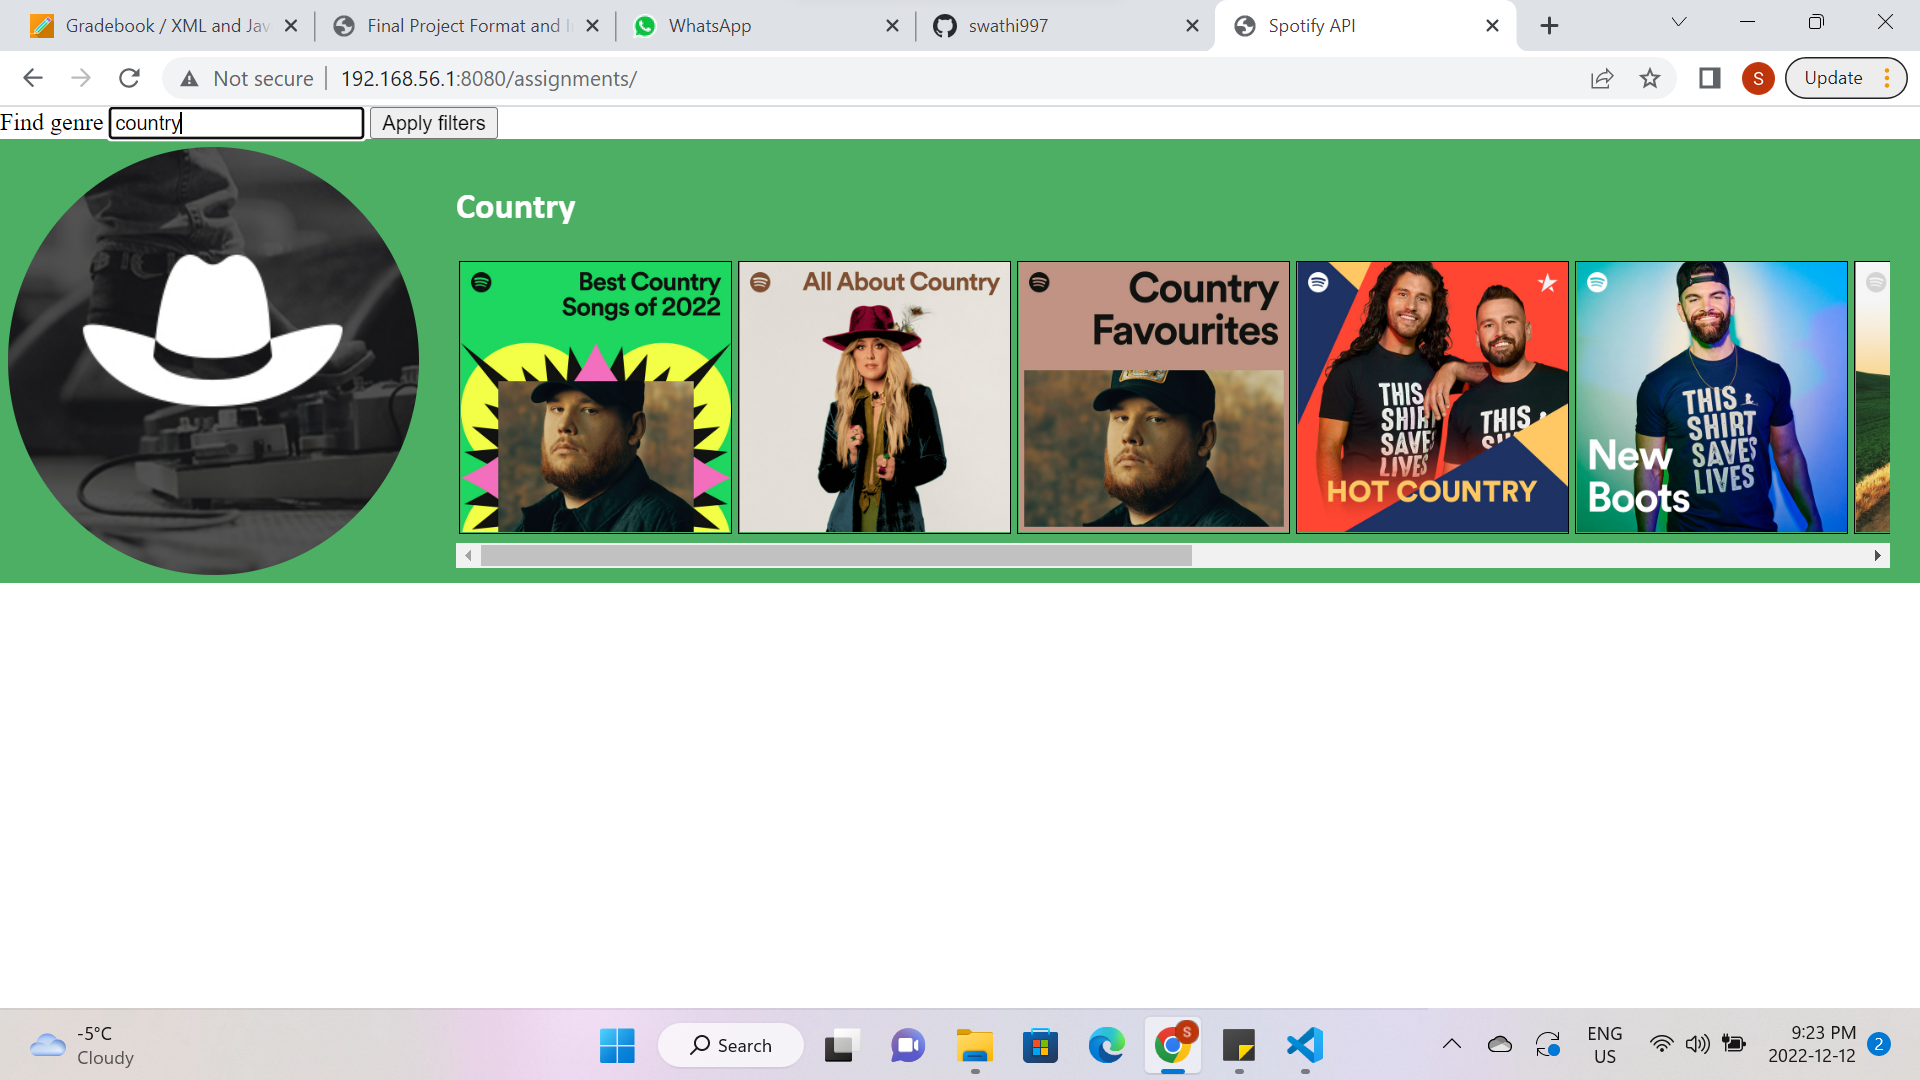 Gradebook / XML and Jav
Final Project Format and I
WhatsApp
swathi997
Spotify API
Not secure
192.168.56.1:8080/assignments/
S
Update
Find genre country Apply filters
Country
Best Country
Songs of 2022
All About Country
Country
Favourites
THIS
SHIRT
SAVES
LIVES
THIS
HOT COUNTRY
THIS
SHIRT
SAVES
LIVES
New
Boots
-5°C
Cloudy
Search
S
ENG
US
9:23 PM
2022-12-12
2